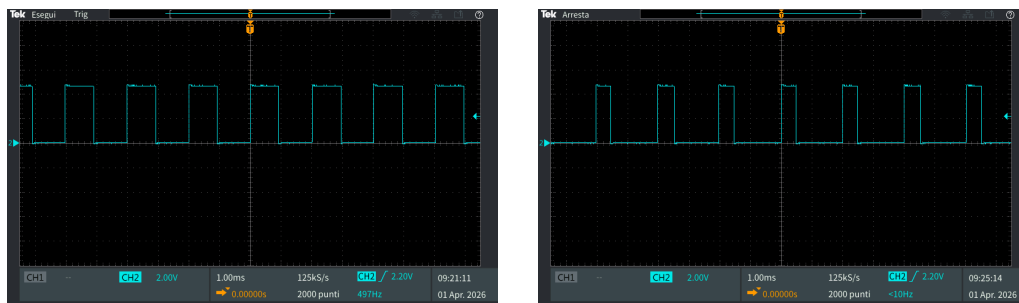 Tek Esegui Trig
T
T
2
CH1 -- CH2 2.00V 1.00ms 125kS/s CH2 / 2.20V 09:21:11
0.00000s 2000 punti 497Hz 01 Apr. 2026
Tek Arresta
T
T
2
CH1 -- CH2 2.00V 1.00ms 125kS/s CH2 / 2.20V 09:25:14
0.00000s 2000 punti <10Hz 01 Apr. 2026